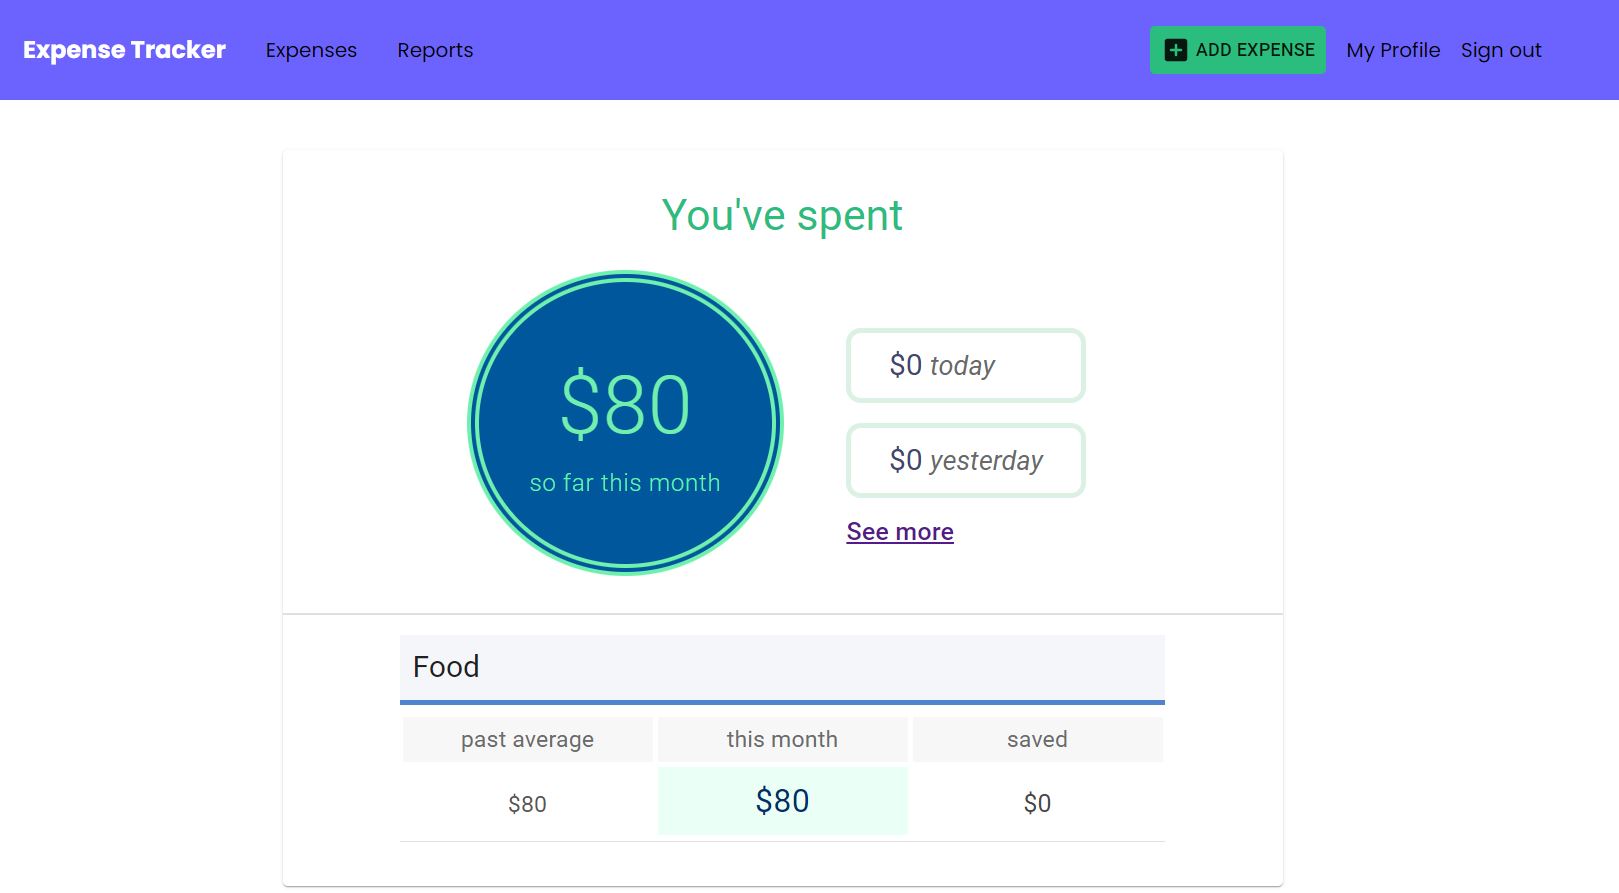 Expense Tracker Expenses Reports ADD EXPENSE My Profile Sign out
You've spent
$80
so far this month
$0 today
$0 yesterday
See more
Food
past average this month saved
$80 $80 $0